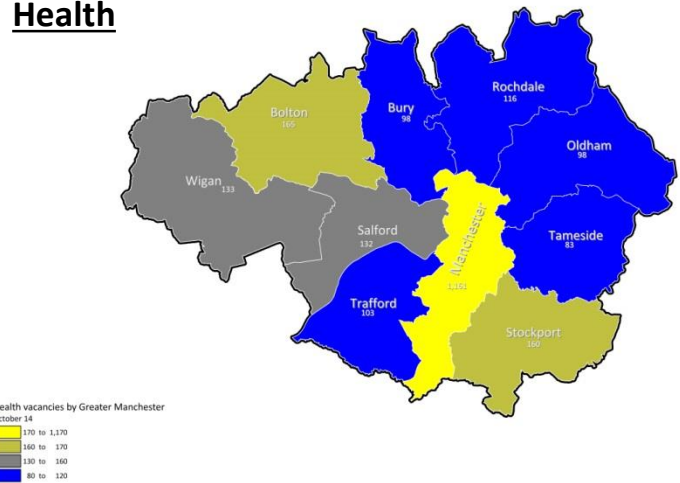 Health
Rochdale
116
Bury
98
Bolton
165
Oldham
98
Wigan
133
Manchester
1,161
Salford
132
Tameside
83
Trafford
103
Stockport
160
ealth vacancies by Greater Manchester
ctober 14
170 to 1,170
160 to 170
130 to 160
80 to 120